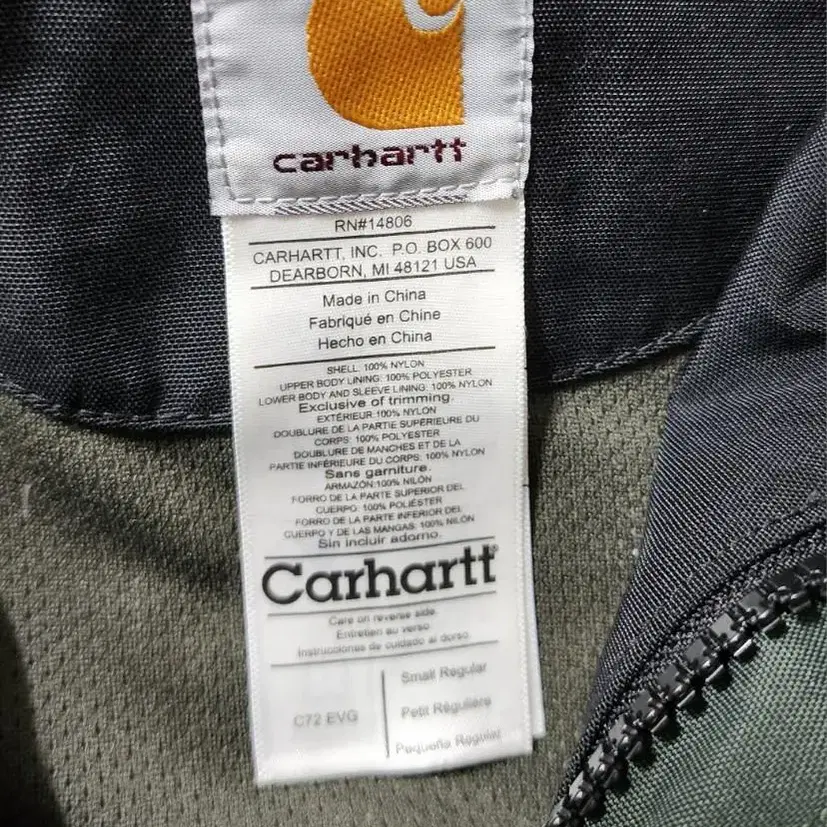 carhartt
RN#14806
CARHARTT, INC. P.O. BOX 600
DEARBORN, MI 48121 USA
Made in China
Fabriqué en Chine
Hecho en China
SHELL: 100% NYLON
UPPER BODY LINING: 100% POLYESTER
LOWER BODY AND SLEEVE LINING: 100% NYLON
Exclusive of trimming.
EXTÉRIEUR:100% NYLON
DOUBLURE DE LA PARTIE SUPÉRIEURE DU
CORPS: 100% POLYESTER
DOUBLURE DE MANCHES ET DE LA
PARTIE INFÉRIEURE DU CORPS: 100% NYLON
Sans garniture.
ARMAZÓN:100% NILÓN
FORRO DE LA PARTE SUPERIOR DEL
CUERPO: 100% POLIÉSTER
FORRO DE LA PARTE INFERIOR DEL
CUERPO Y DE LAS MANGAS: 100% NILÓN
Sin incluir adorno.
Carhartt
Care on reverse side.
Entretien au verso
Instrucciones de cuidado al dorso
C72 EVG
Small Regular
Petit Régulière
Pequeña Regular